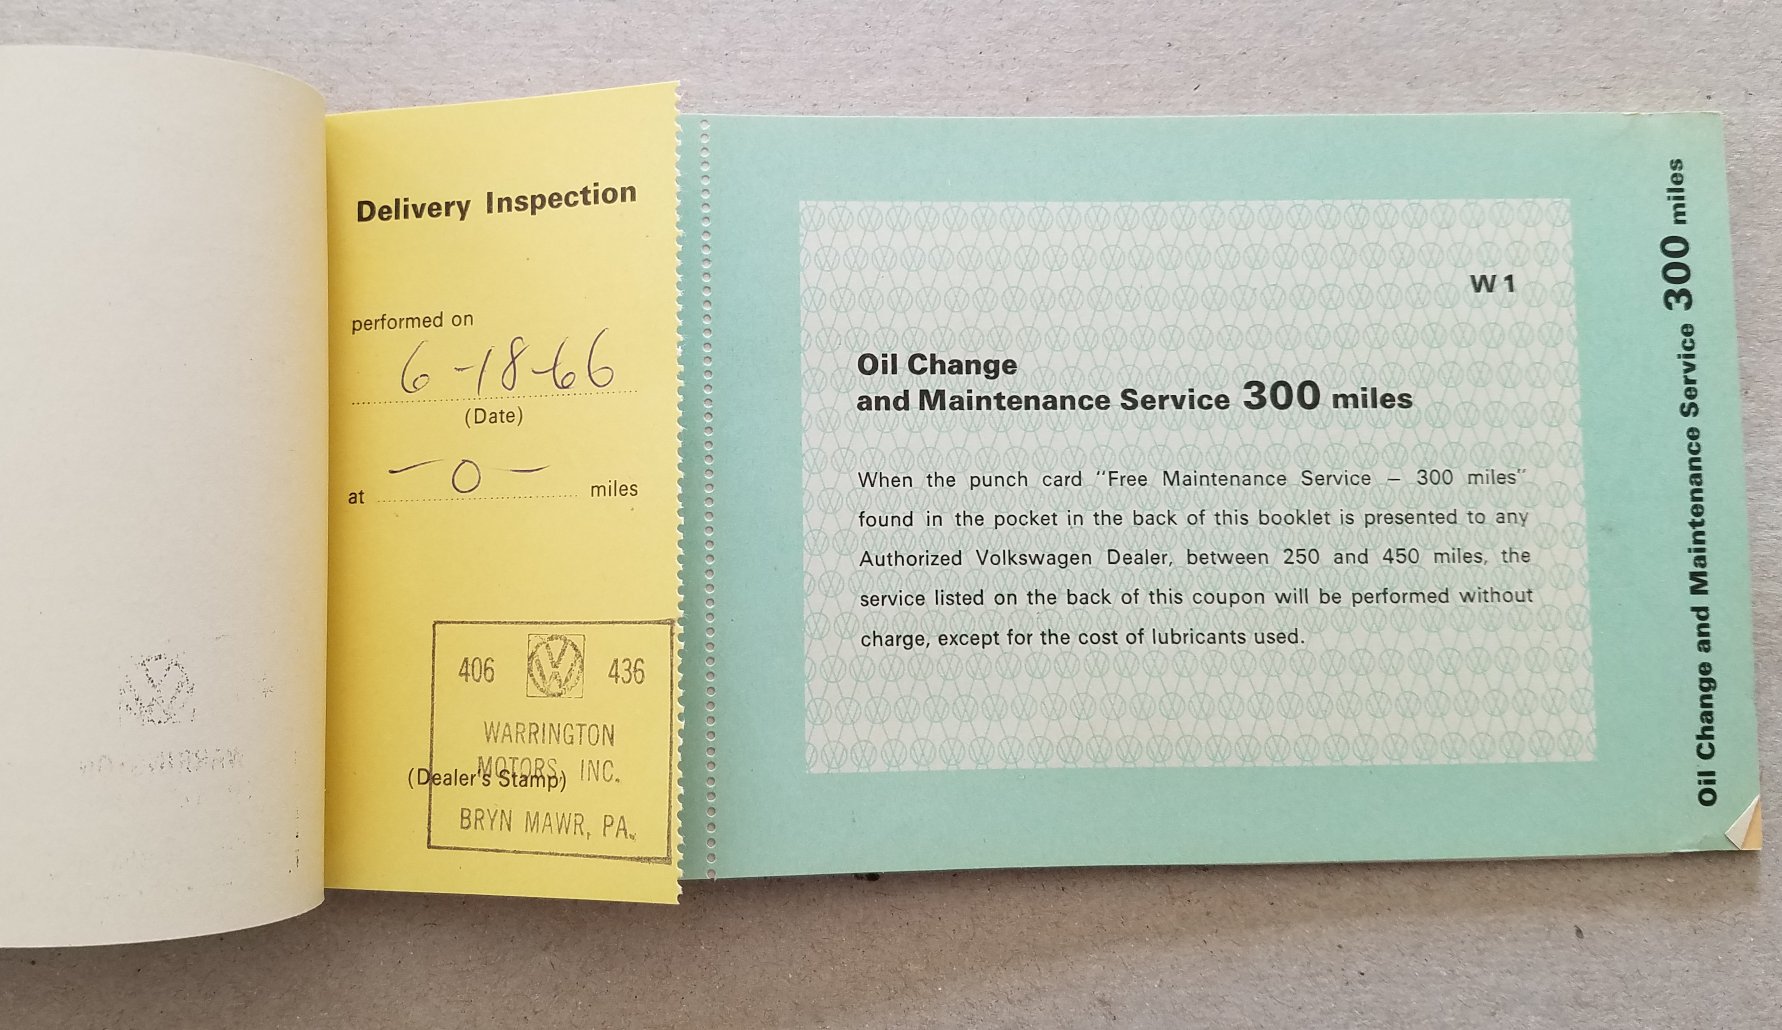 Delivery Inspection
performed on
6-18-66
(Date)
at -0- miles
406 VW 436
WARRINGTON
MOTORS, INC.
(Dealer's Stamp)
BRYN MAWR, PA.
W 1
Oil Change
and Maintenance Service 300 miles
When the punch card "Free Maintenance Service – 300 miles"
found in the pocket in the back of this booklet is presented to any
Authorized Volkswagen Dealer, between 250 and 450 miles, the
service listed on the back of this coupon will be performed without
charge, except for the cost of lubricants used.
Oil Change and Maintenance Service 300 miles